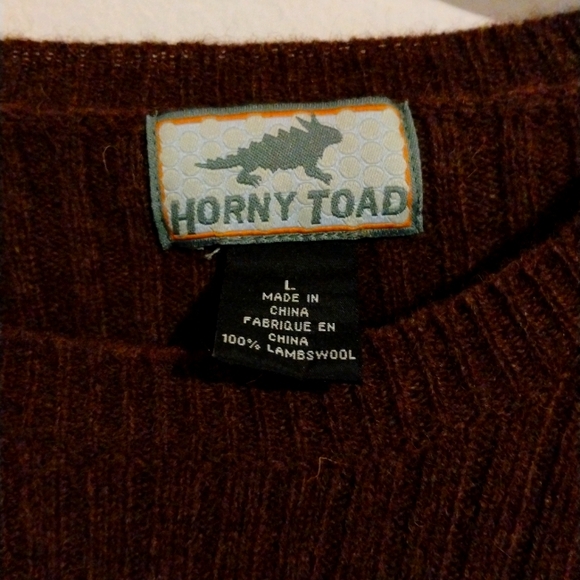 HORNY TOAD
L
MADE IN
CHINA
FABRIQUE EN
CHINA
100% LAMBSWOOL